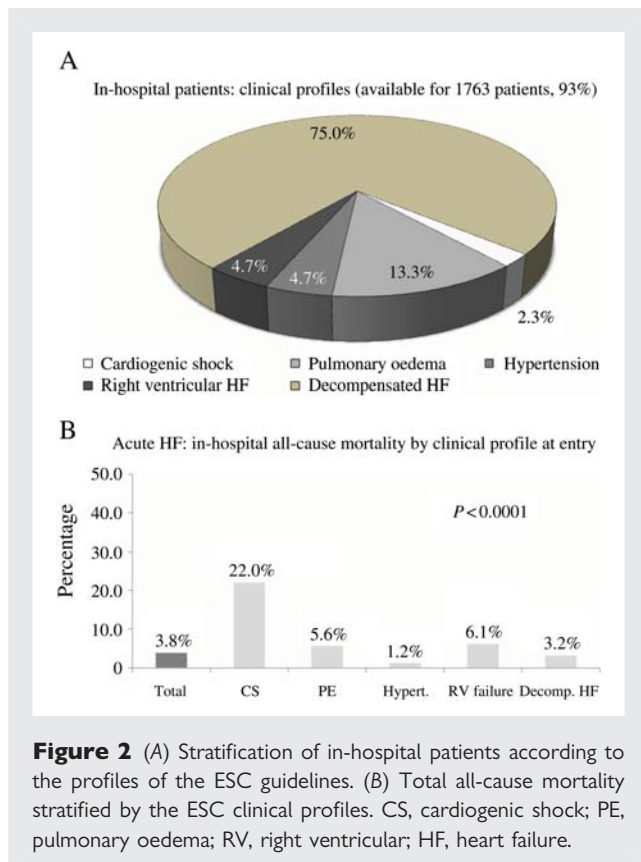 A
In-hospital patients: clinical profiles (available for 1763 patients, 93%)
75.0%
4.7%
4.7%
13.3%
2.3%
Cardiogenic shock
Pulmonary oedema
Hypertension
Right ventricular HF
Decompensated HF
B
Acute HF: in-hospital all-cause mortality by clinical profile at entry
Percentage
50.0
40.0
30.0
20.0
10.0
0
P<0.0001
3.8%
22.0%
5.6%
1.2%
6.1%
3.2%
Total
CS
PE
Hypert.
RV failure
Decomp. HF
Figure 2 (A) Stratification of in-hospital patients according to
the profiles of the ESC guidelines. (B) Total all-cause mortality
stratified by the ESC clinical profiles. CS, cardiogenic shock; PE,
pulmonary oedema; RV, right ventricular; HF, heart failure.